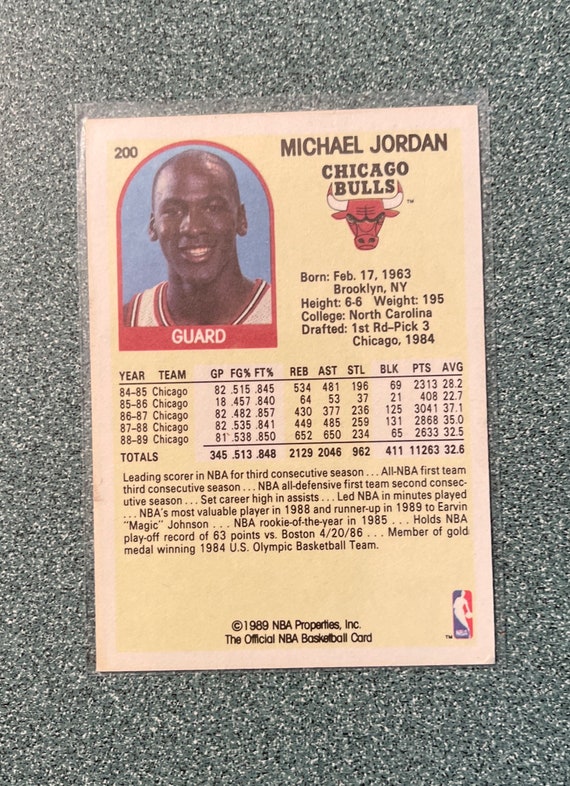 200
MICHAEL JORDAN
CHICAGO
BULLS
TM
GUARD
Born: Feb. 17, 1963
Brooklyn, NY
Height: 6-6 Weight: 195
College: North Carolina
Drafted: 1st Rd–Pick 3
Chicago, 1984
YEAR TEAM GP FG% FT% REB AST STL BLK PTS AVG
84-85 Chicago 82 .515 .845 534 481 196 69 2313 28.2
85-86 Chicago 18 .457 .840 64 53 37 21 408 22.7
86-87 Chicago 82 .482 .857 430 377 236 125 3041 37.1
87-88 Chicago 82 .535 .841 449 485 259 131 2868 35.0
88-89 Chicago 81 .538 .850 652 650 234 65 2633 32.5
TOTALS 345 .513 .848 2129 2046 962 411 11263 32.6
Leading scorer in NBA for third consecutive season . . . All-NBA first team
third consecutive season . . . NBA all-defensive first team second consec-
utive season . . . Set career high in assists . . . Led NBA in minutes played
. . . NBA's most valuable player in 1988 and runner-up in 1989 to Earvin
"Magic" Johnson . . . NBA rookie-of-the-year in 1985 . . . Holds NBA
play-off record of 63 points vs. Boston 4/20/86 . . . Member of gold
medal winning 1984 U.S. Olympic Basketball Team.
©1989 NBA Properties, Inc.
The Official NBA Basketball Card
TM